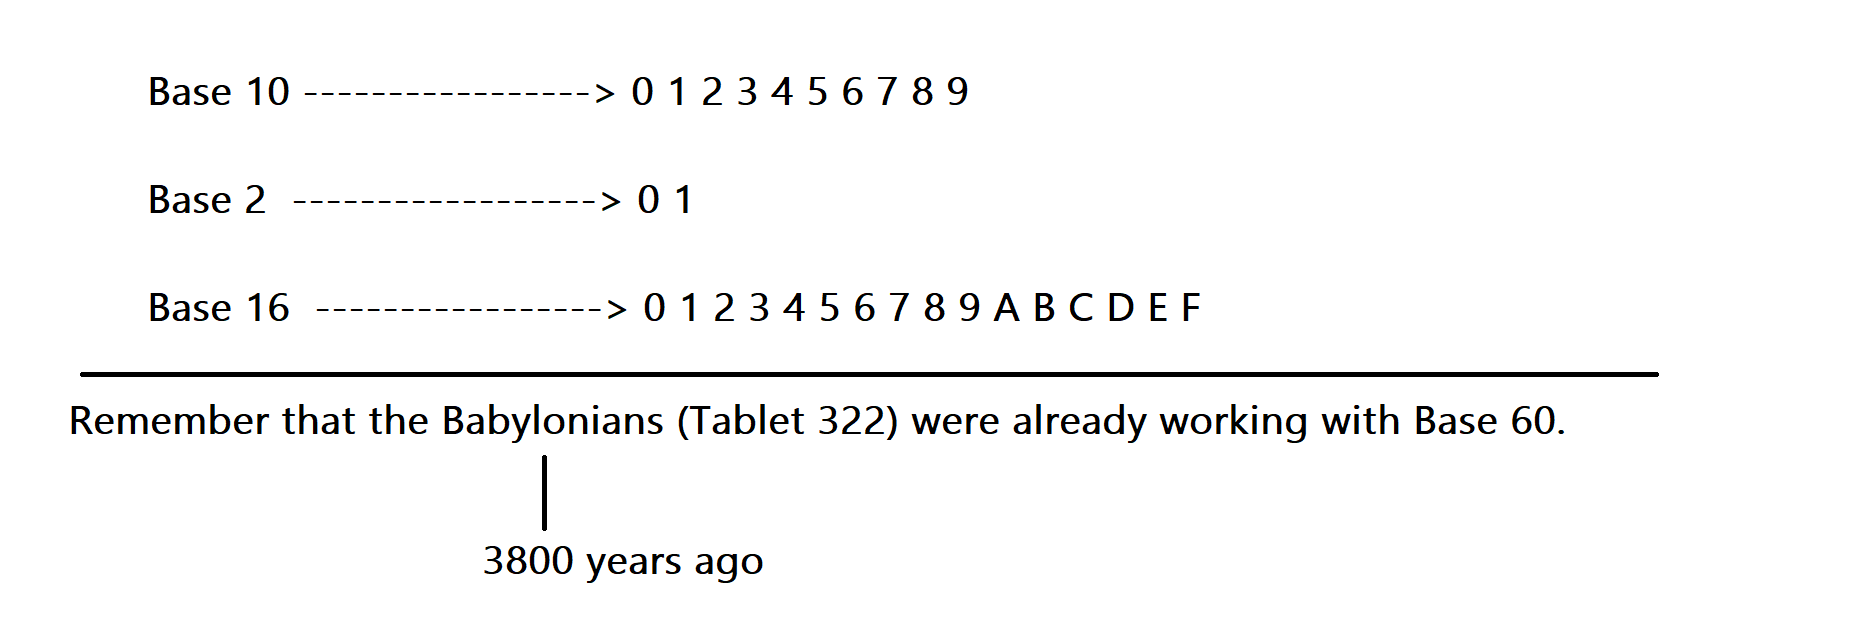 Base 10 -----------------> 0 1 2 3 4 5 6 7 8 9
Base 2 ------------------> 0 1
Base 16 -----------------> 0 1 2 3 4 5 6 7 8 9 A B C D E F
Remember that the Babylonians (Tablet 322) were already working with Base 60.
3800 years ago